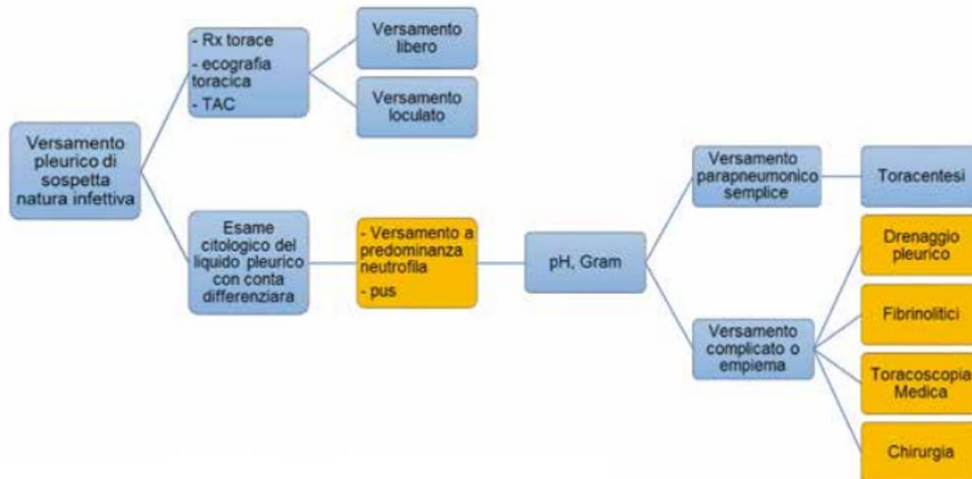 Versamento
pleurico di
sospetta
natura infettiva
- Rx torace
- ecografia
toracica
- TAC
Versamento
libero
Versamento
loculato
Esame
citologico del
liquido pleurico
con conta
differenziara
- Versamento a
predominanza
neutrofila
- pus
pH, Gram
Versamento
parapneumonico
semplice
Toracentesi
Versamento
complicato o
empiema
Drenaggio
pleurico
Fibrinolitici
Toracoscopia
Medica
Chirurgia